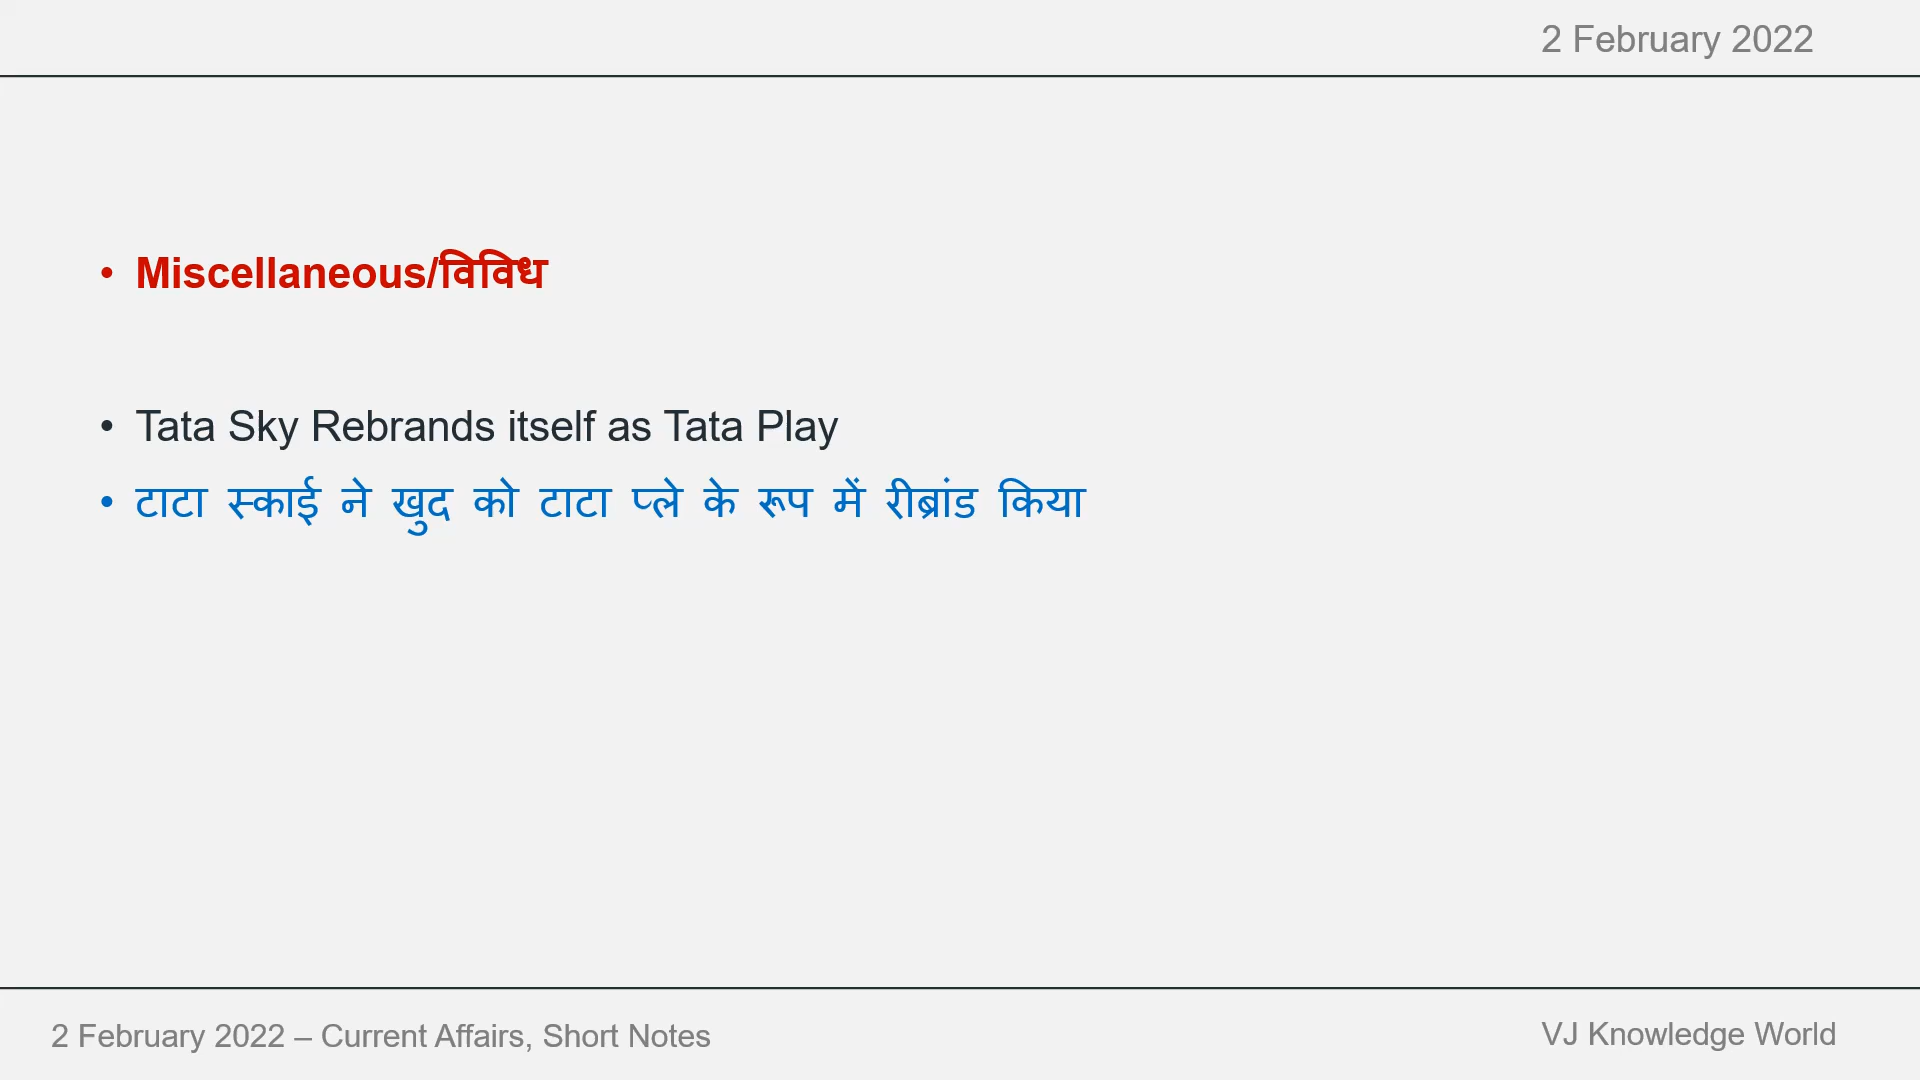 2 February 2022
• Miscellaneous/विविध
• Tata Sky Rebrands itself as Tata Play
• टाटा स्काई ने खुद को टाटा प्ले के रूप में रीब्रांड किया
2 February 2022 – Current Affairs, Short Notes
VJ Knowledge World